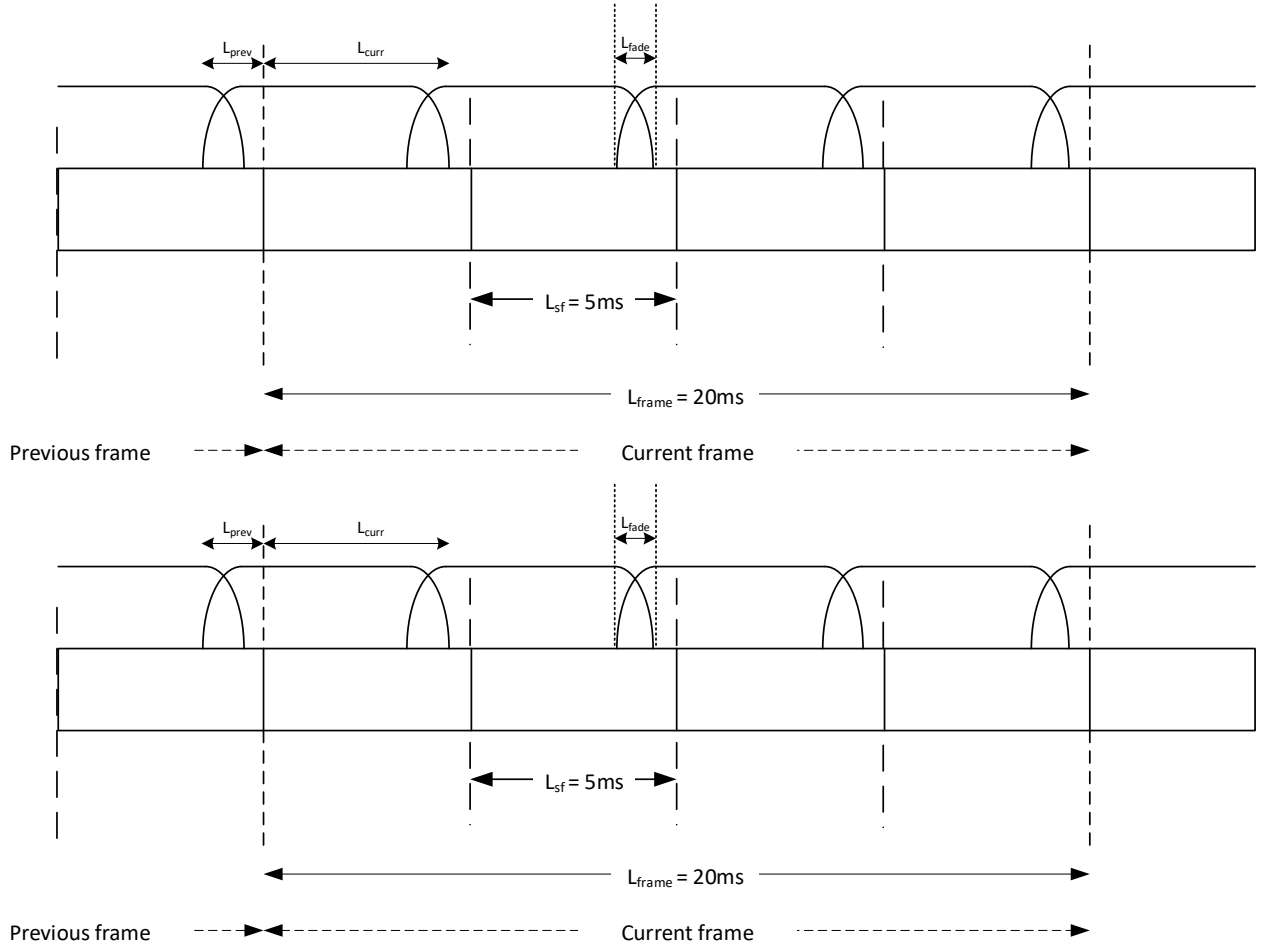 Lprev Lcurr Lfade
Lsf = 5ms
Lframe = 20ms
Previous frame Current frame
Lprev Lcurr Lfade
Lsf = 5ms
Lframe = 20ms
Previous frame Current frame